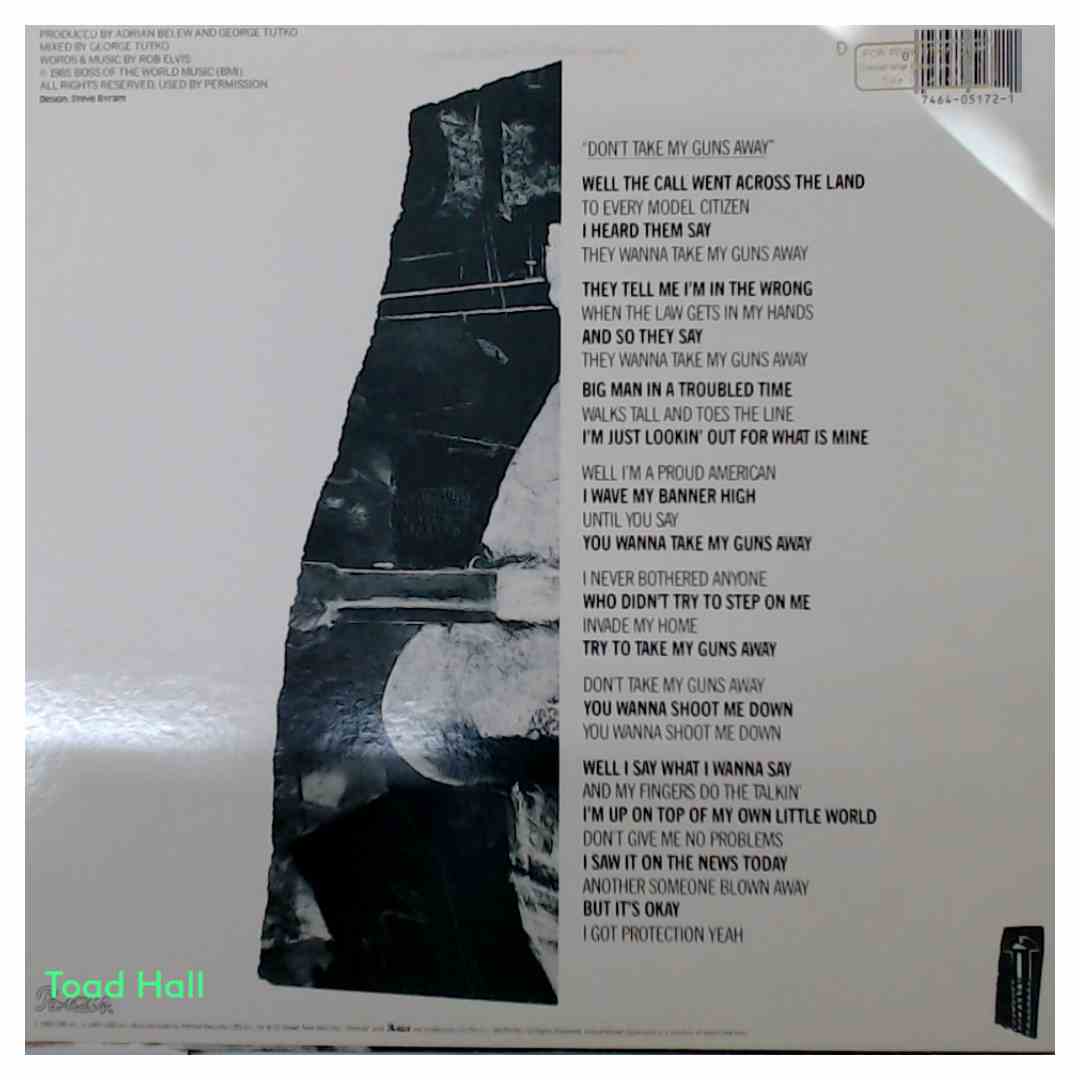 PRODUCED BY ADRIAN BELEW AND GEORGE TUTKO
MIXED BY GEORGE TUTKO
WORDS & MUSIC BY ROB ELVIS
© 1985 BOSS OF THE WORLD MUSIC (BMI)
ALL RIGHTS RESERVED. USED BY PERMISSION
Design: Steve Byram
D
7464-05172-1
"DON'T TAKE MY GUNS AWAY"
WELL THE CALL WENT ACROSS THE LAND
TO EVERY MODEL CITIZEN
I HEARD THEM SAY
THEY WANNA TAKE MY GUNS AWAY
THEY TELL ME I'M IN THE WRONG
WHEN THE LAW GETS IN MY HANDS
AND SO THEY SAY
THEY WANNA TAKE MY GUNS AWAY
BIG MAN IN A TROUBLED TIME
WALKS TALL AND TOES THE LINE
I'M JUST LOOKIN' OUT FOR WHAT IS MINE
WELL I'M A PROUD AMERICAN
I WAVE MY BANNER HIGH
UNTIL YOU SAY
YOU WANNA TAKE MY GUNS AWAY
I NEVER BOTHERED ANYONE
WHO DIDN'T TRY TO STEP ON ME
INVADE MY HOME
TRY TO TAKE MY GUNS AWAY
DON'T TAKE MY GUNS AWAY
YOU WANNA SHOOT ME DOWN
YOU WANNA SHOOT ME DOWN
WELL I SAY WHAT I WANNA SAY
AND MY FINGERS DO THE TALKIN'
I'M UP ON TOP OF MY OWN LITTLE WORLD
DON'T GIVE ME NO PROBLEMS
I SAW IT ON THE NEWS TODAY
ANOTHER SOMEONE BLOWN AWAY
BUT IT'S OKAY
I GOT PROTECTION YEAH
Toad Hall